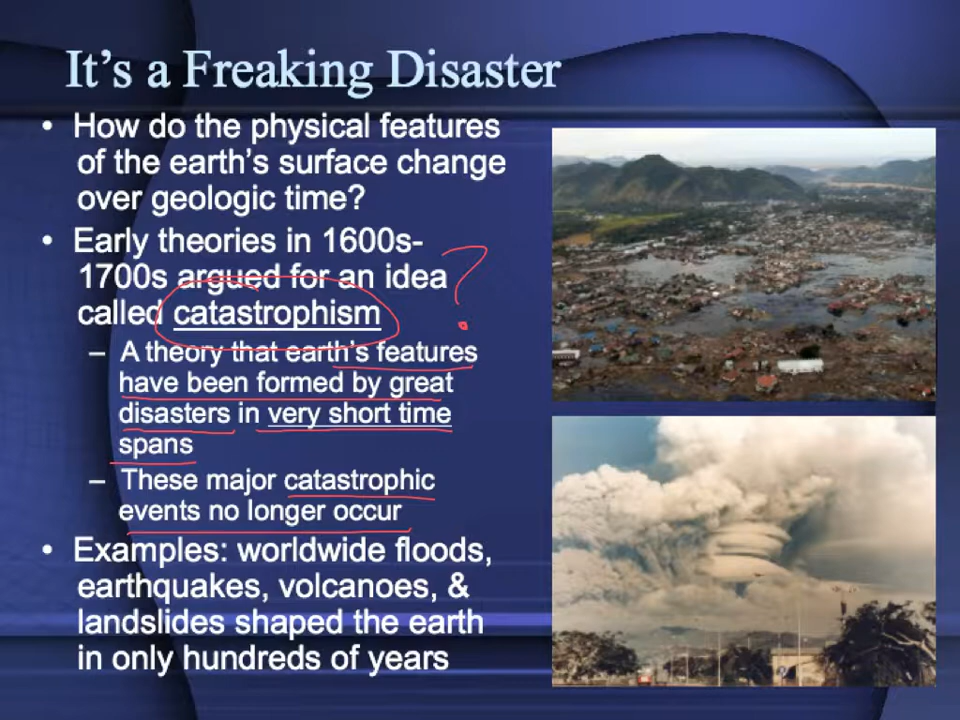 It's a Freaking Disaster
• How do the physical features
of the earth's surface change
over geologic time?
• Early theories in 1600s-
1700s argued for an idea
called catastrophism
?
– A theory that earth's features
have been formed by great
disasters in very short time
spans
– These major catastrophic
events no longer occur
• Examples: worldwide floods,
earthquakes, volcanoes, &
landslides shaped the earth
in only hundreds of years